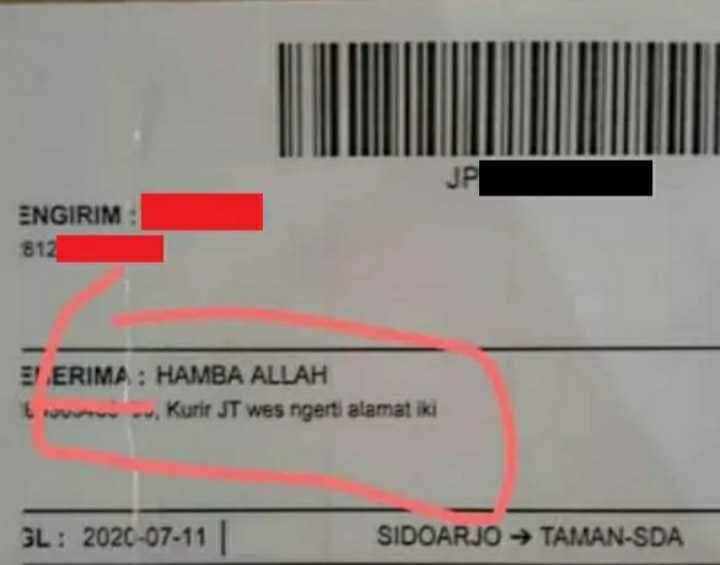 JP
ENGIRIM :
812
ENERIMA : HAMBA ALLAH
, Kurir JT wes ngerti alamat iki
GL : 2020-07-11 | SIDOARJO → TAMAN-SDA